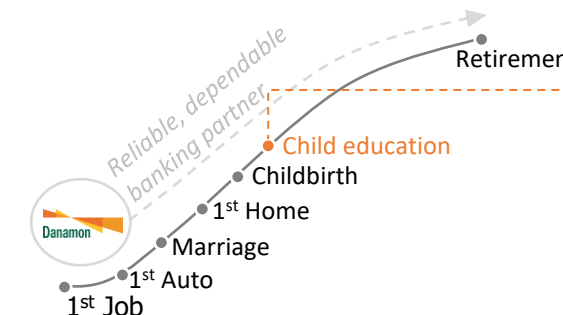 Reliable, dependable
banking partner
Retiremen
Child education
Childbirth
1st Home
Danamon
Marriage
1st Auto
1st Job